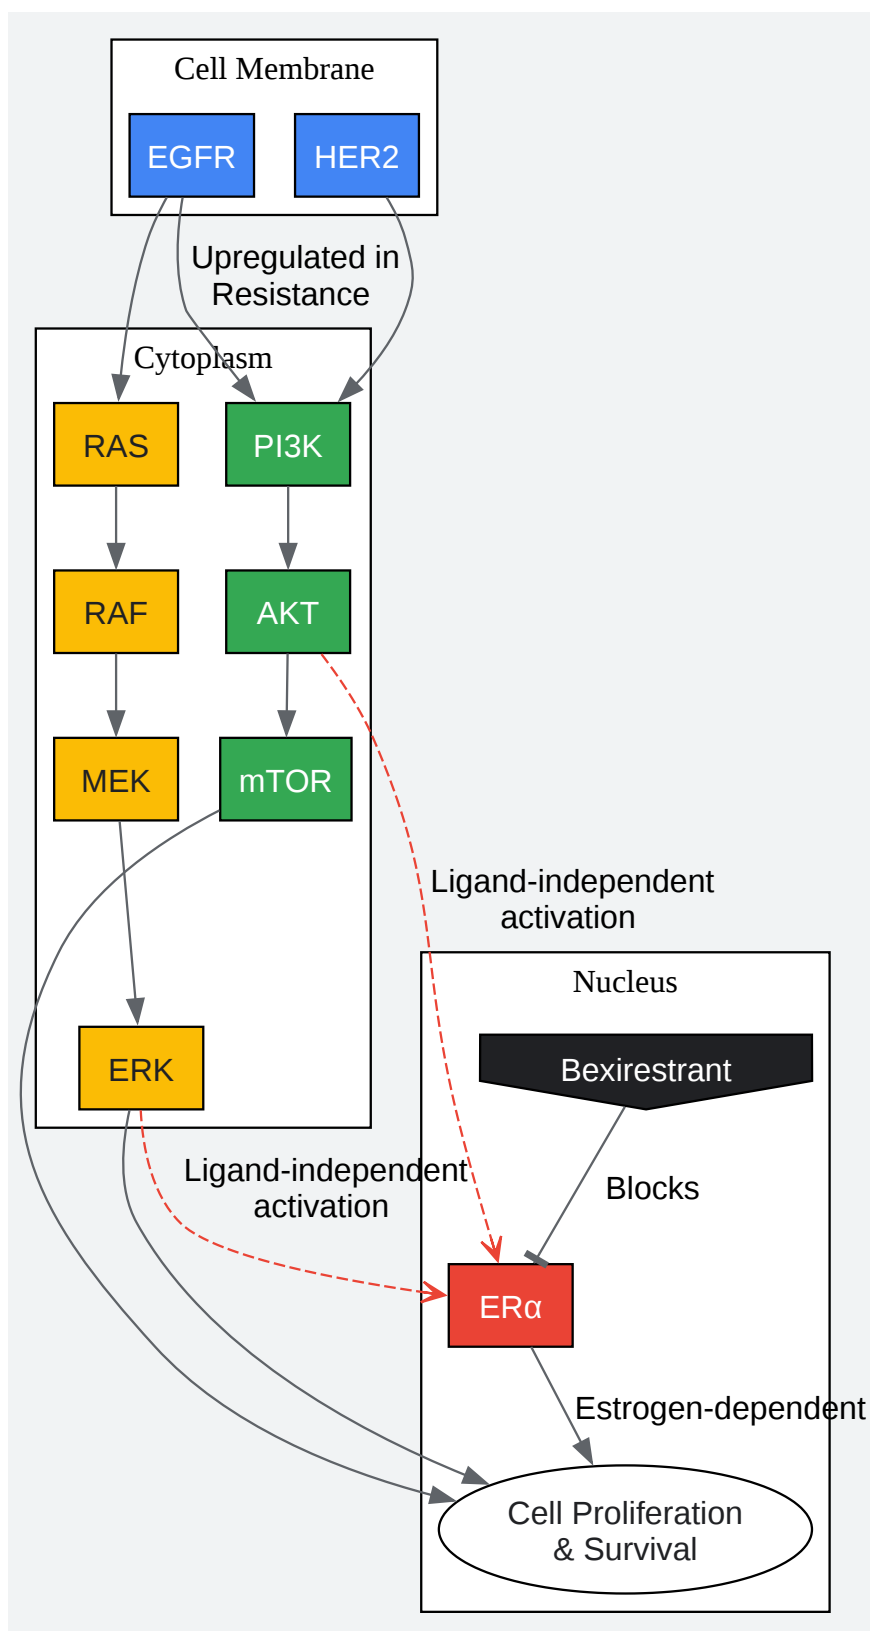 Cell Membrane
EGFR
HER2
Upregulated in
Resistance
Cytoplasm
RAS
PI3K
RAF
AKT
MEK
mTOR
Ligand-independent
activation
Nucleus
ERK
Bexirestrant
Ligand-independent
activation
Blocks
ERα
Estrogen-dependent
Cell Proliferation
& Survival